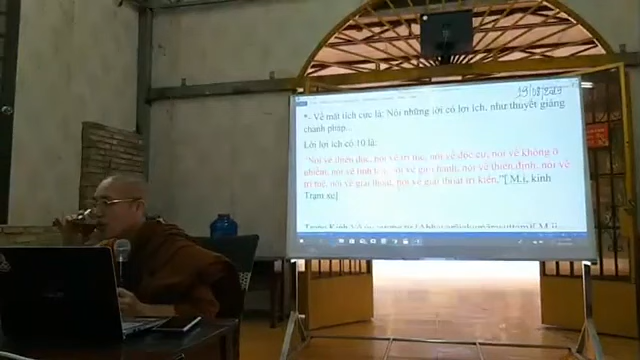 19/08/2017
*- Về mặt tích cực là: Nói những lời có lợi ích, như thuyết giảng
chánh pháp...
Lời lợi ích có 10 là:
"Nói về thiểu dục, nói về tri túc, nói về độc cư, nói về không ô
nhiễm, nói về tinh tấn, nói về giới hạnh, nói về thiền định, nói về
trí tuệ, nói về giải thoát, nói về giải thoát tri kiến,"[ M.i, kinh
Trạm xe]